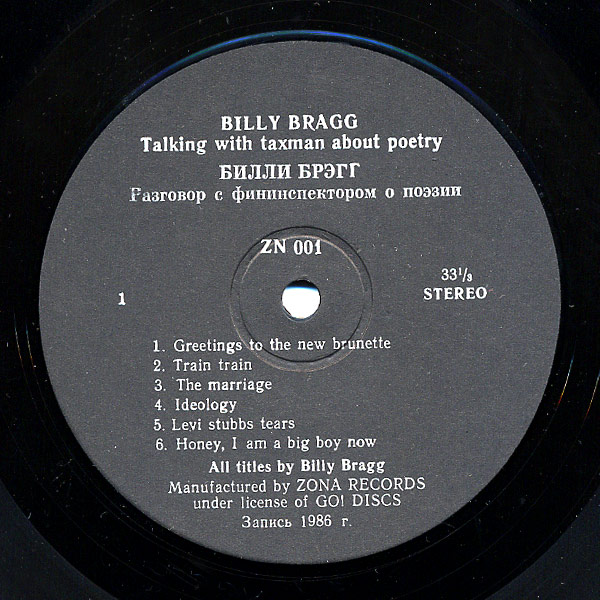 BILLY BRAGG
Talking with taxman about poetry
БИЛЛИ БРЭГГ
Разговор с фининспектором о поэзии
ZN 001
1
33⅓
STEREO
1. Greetings to the new brunette
2. Train train
3. The marriage
4. Ideology
5. Levi stubbs tears
6. Honey, I am a big boy now
All titles by Billy Bragg
Manufactured by ZONA RECORDS
under license of GO! DISCS
Запись 1986 г.